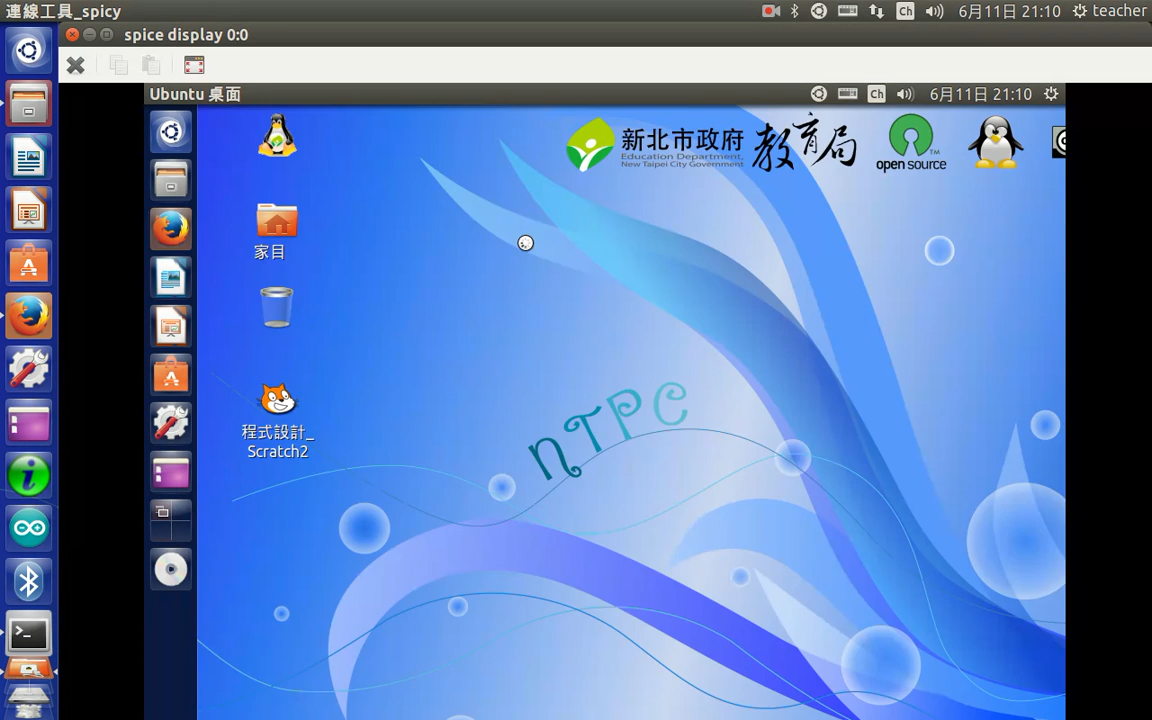 連線工具_spicy
Ch
6月11日 21:10
teacher
spice display 0:0
Ubuntu 桌面
Ch
6月11日 21:10
新北市政府
Education Department,
New Taipei City Government
教育局
open source
TM
家目
程式設計_
Scratch2
NTPC